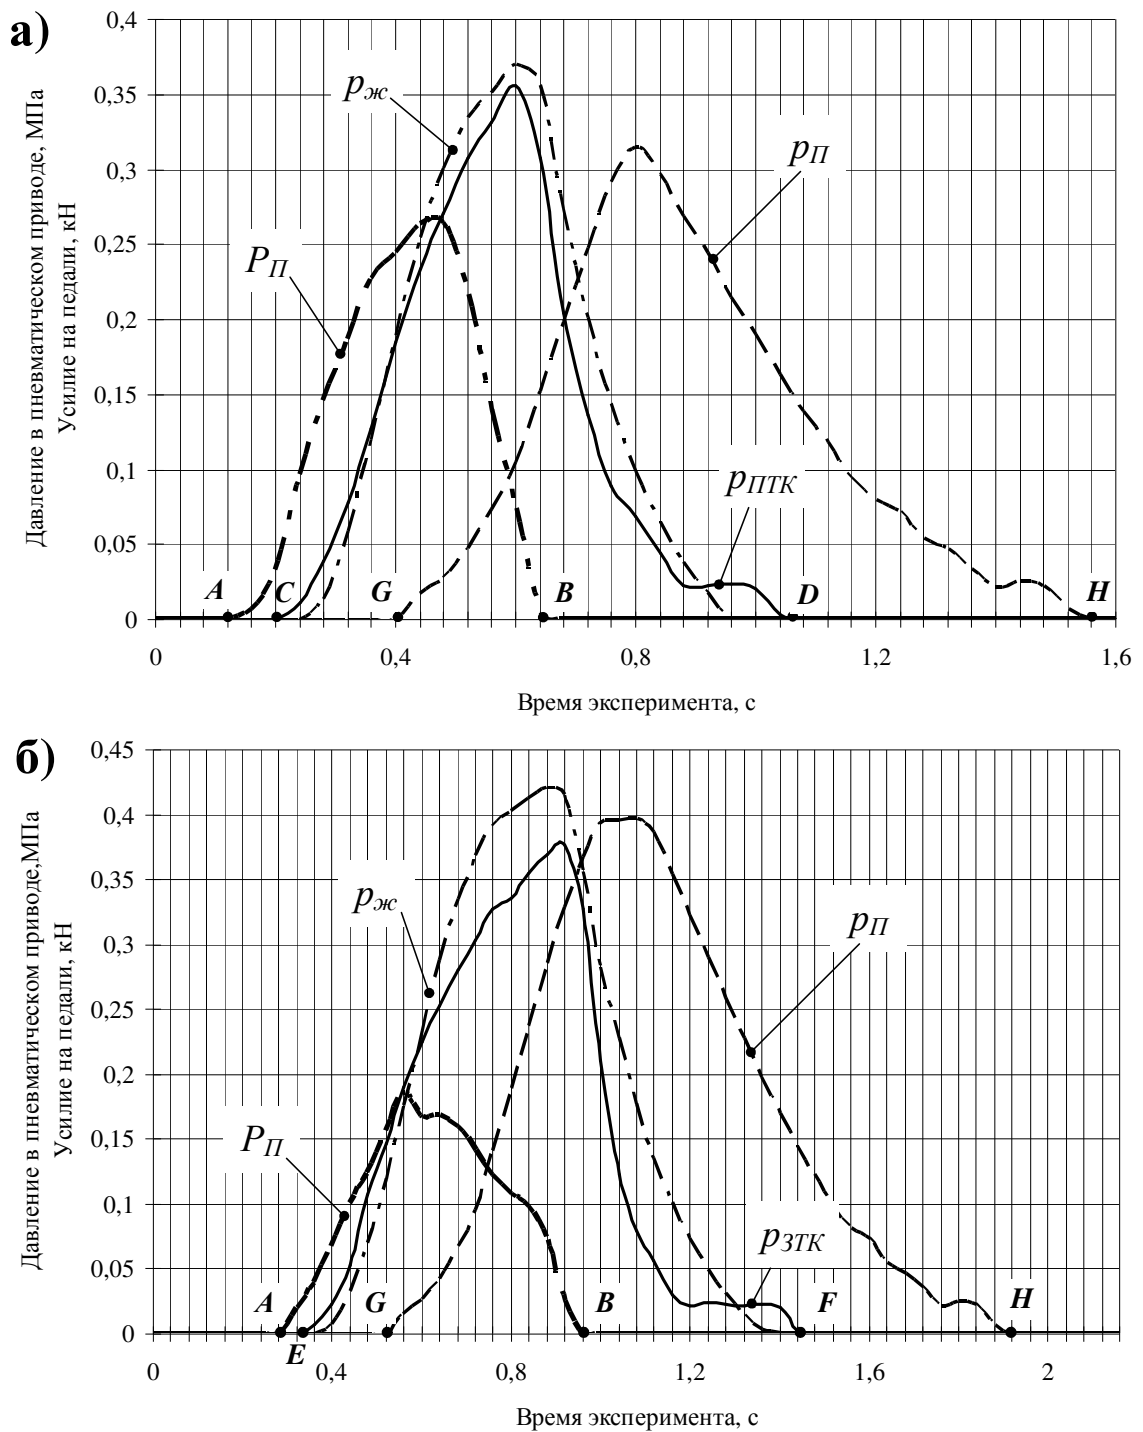 а)
Давление в пневматическом приводе, МПа
Усилие на педали, кН
0,4
0,35
0,3
0,25
0,2
0,15
0,1
0,05
0
pж
pП
PП
pПТК
A
C
G
B
D
H
0
0,4
0,8
1,2
1,6
Время эксперимента, с
б)
Давление в пневматическом приводе,МПа
Усилие на педали, кН
0,45
0,4
0,35
0,3
0,25
0,2
0,15
0,1
0,05
0
pж
pП
PП
pЗТК
A
E
G
B
F
H
0
0,4
0,8
1,2
1,6
2
Время эксперимента, с